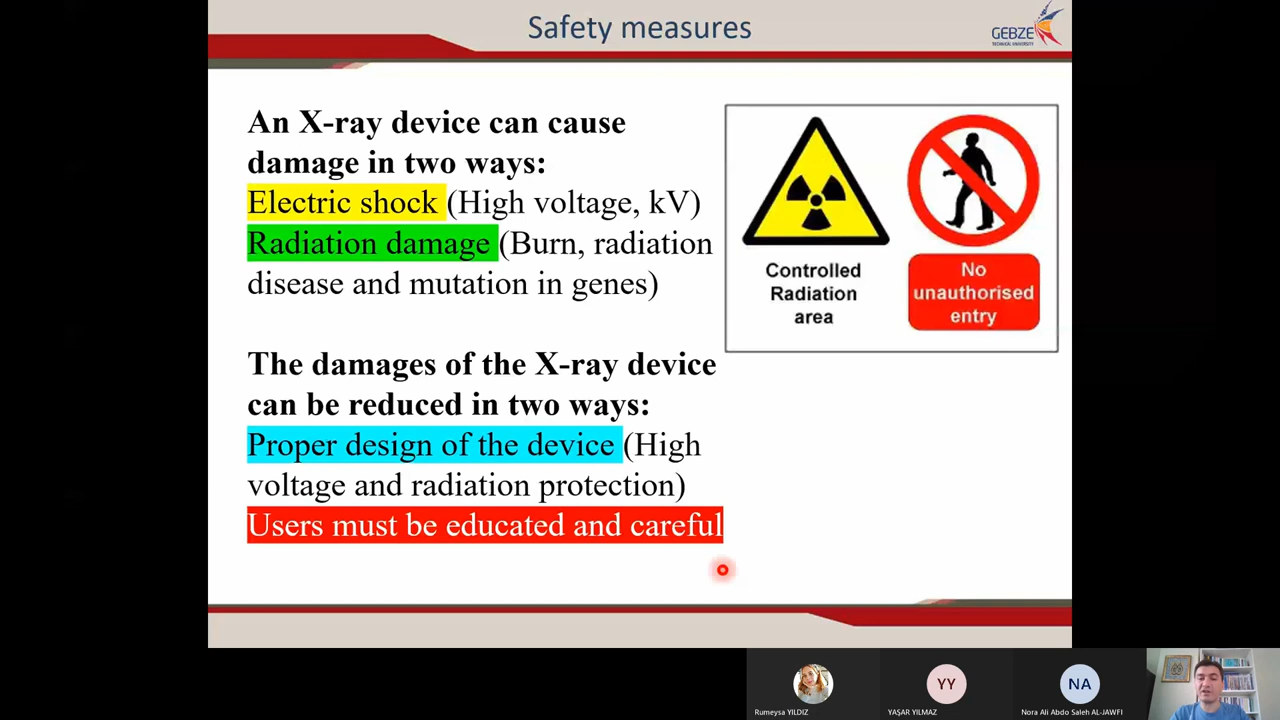 Safety measures
GEBZE
TECHNICAL UNIVERSITY
An X-ray device can cause
damage in two ways:
Electric shock (High voltage, kV)
Radiation damage (Burn, radiation
disease and mutation in genes)
The damages of the X-ray device
can be reduced in two ways:
Proper design of the device (High
voltage and radiation protection)
Users must be educated and careful
Controlled
Radiation
area
No
unauthorised
entry
Rumeysa YILDIZ
YY
YAŞAR YILMAZ
NA
Nora Ali Abdo Saleh AL-JAWFI